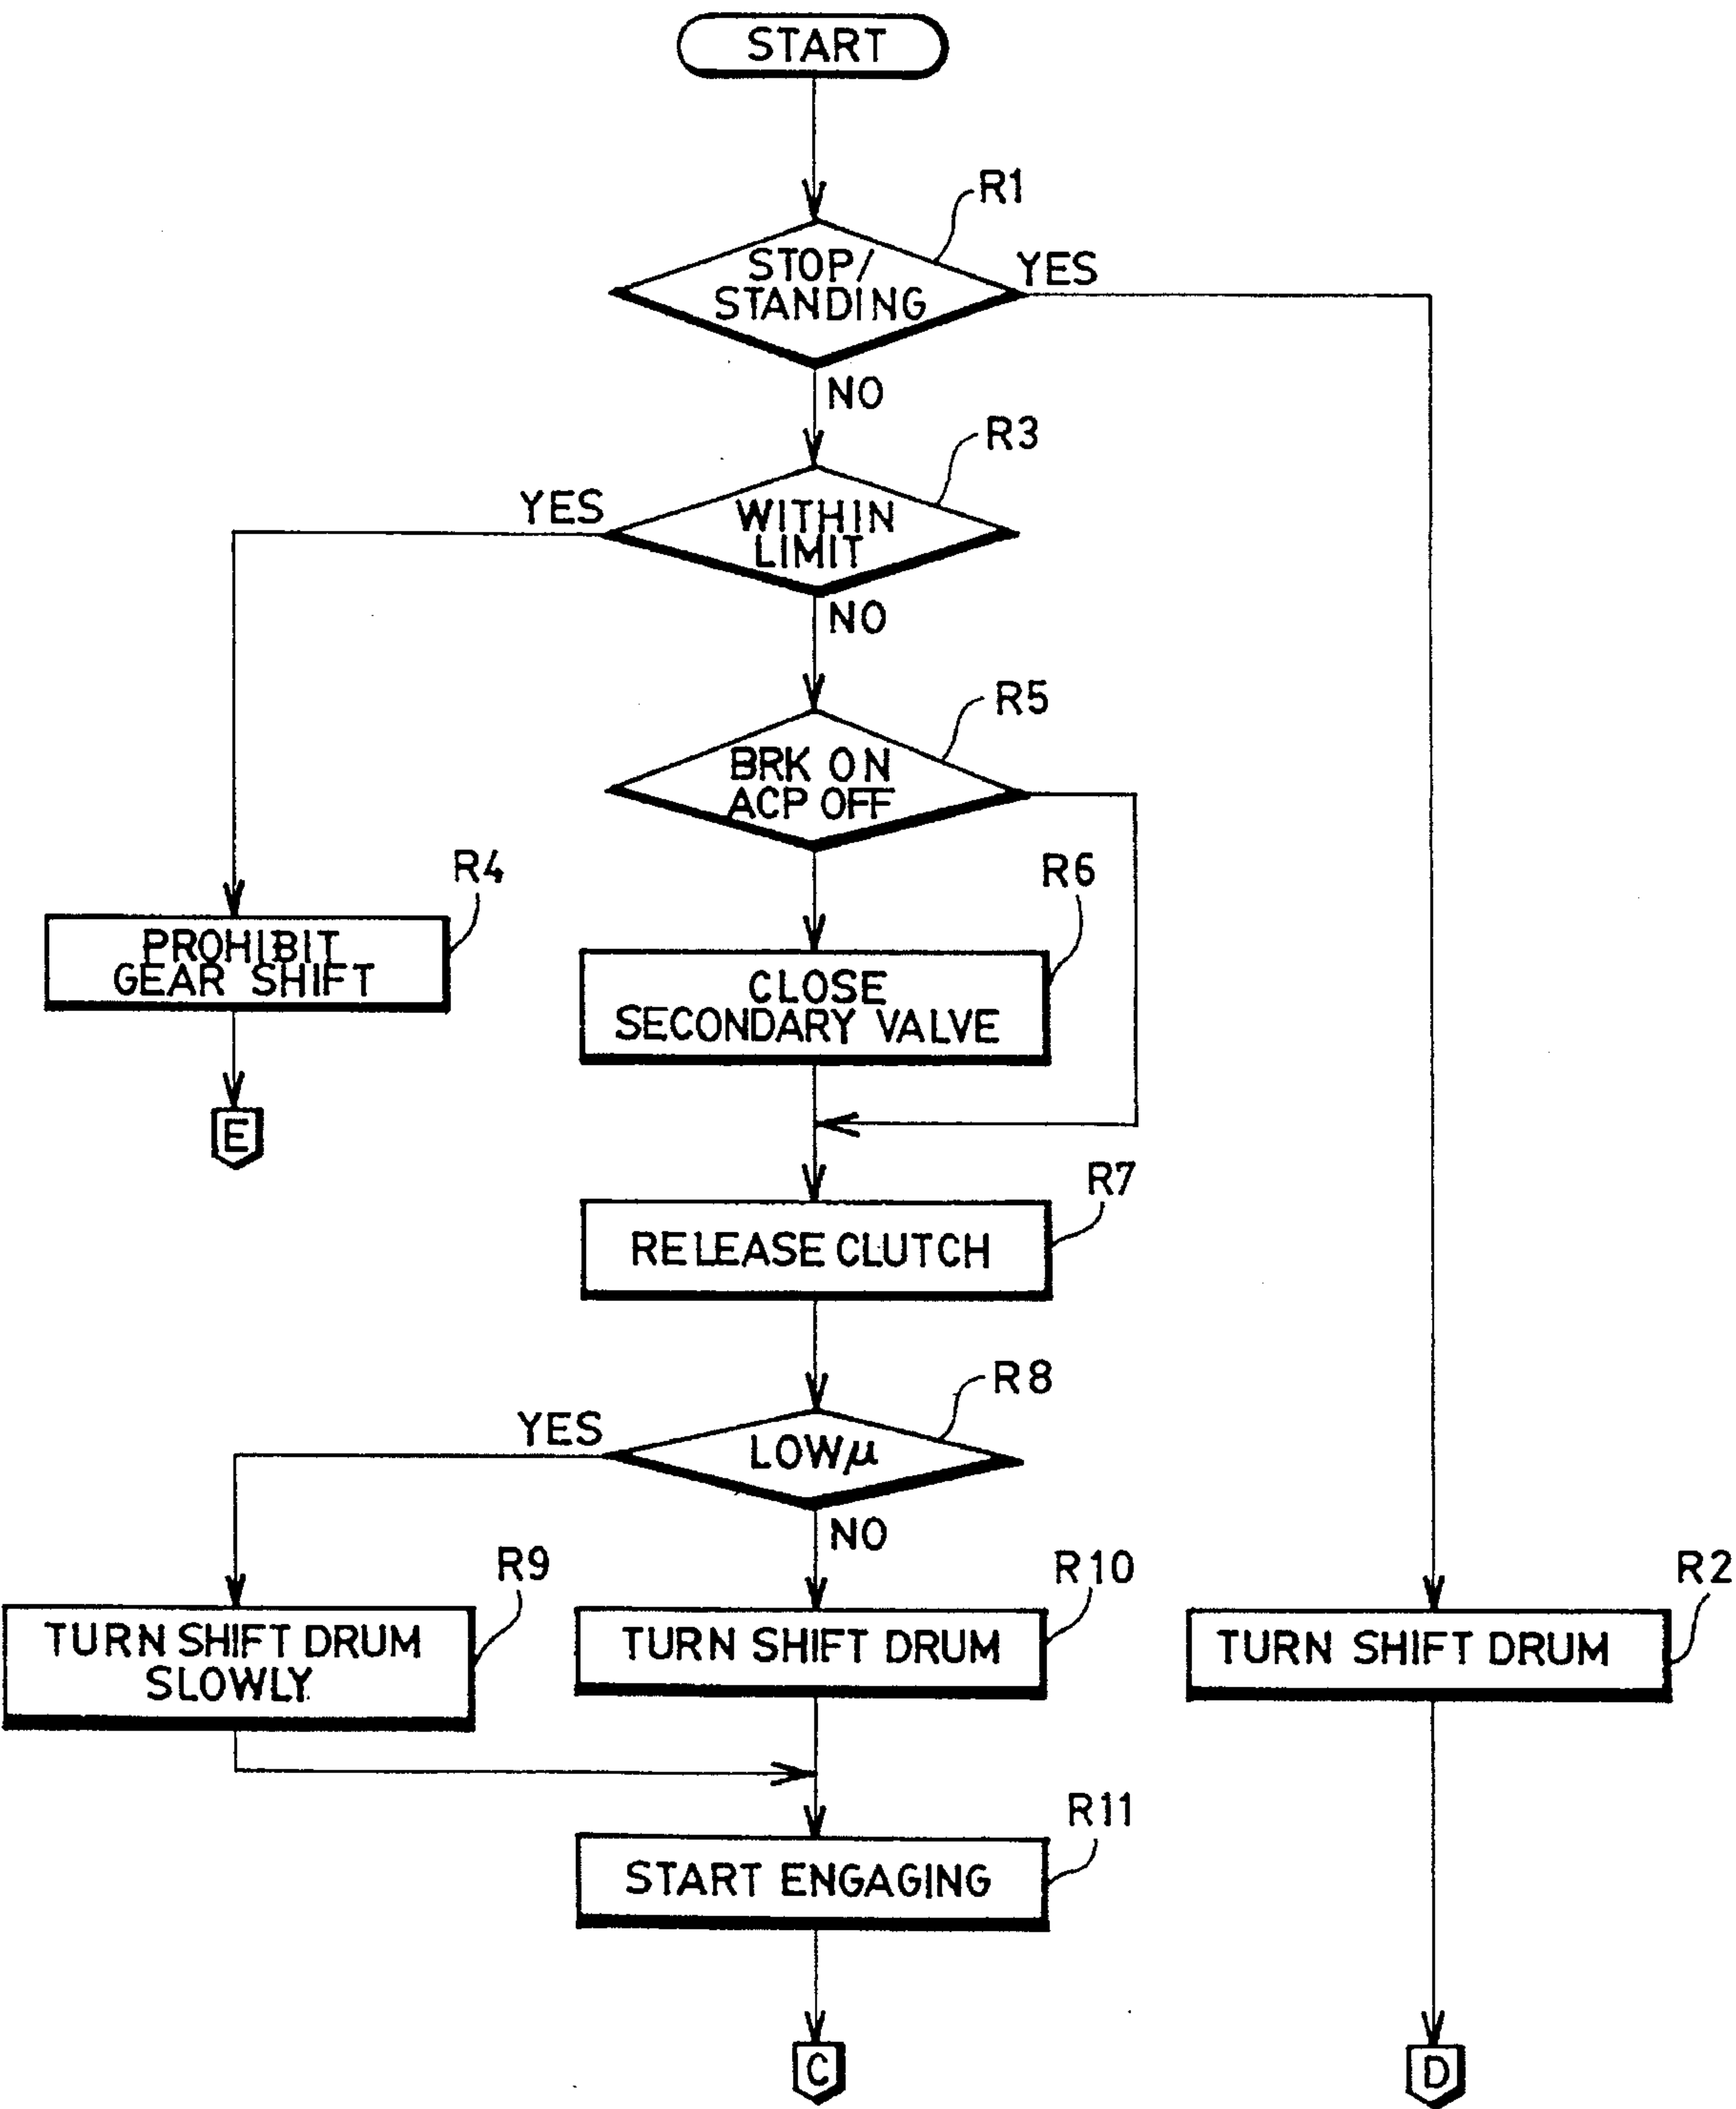 START
R1
STOP/
STANDING
YES
NO
R3
YES
WITHIN
LIMIT
NO
R5
BRK ON
ACP OFF
R4
R6
PROHIBIT
GEAR SHIFT
CLOSE
SECONDARY VALVE
E
R7
RELEASE CLUTCH
R8
YES
LOWμ
NO
R9
R10
R2
TURN SHIFT DRUM
SLOWLY
TURN SHIFT DRUM
TURN SHIFT DRUM
R11
START ENGAGING
C
D